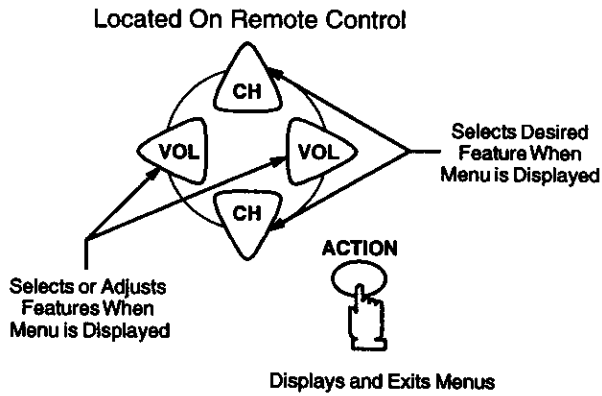 Located On Remote Control
CH
VOL
VOL
CH
Selects Desired
Feature When
Menu is Displayed
ACTION
Selects or Adjusts
Features When
Menu is Displayed
Displays and Exits Menus